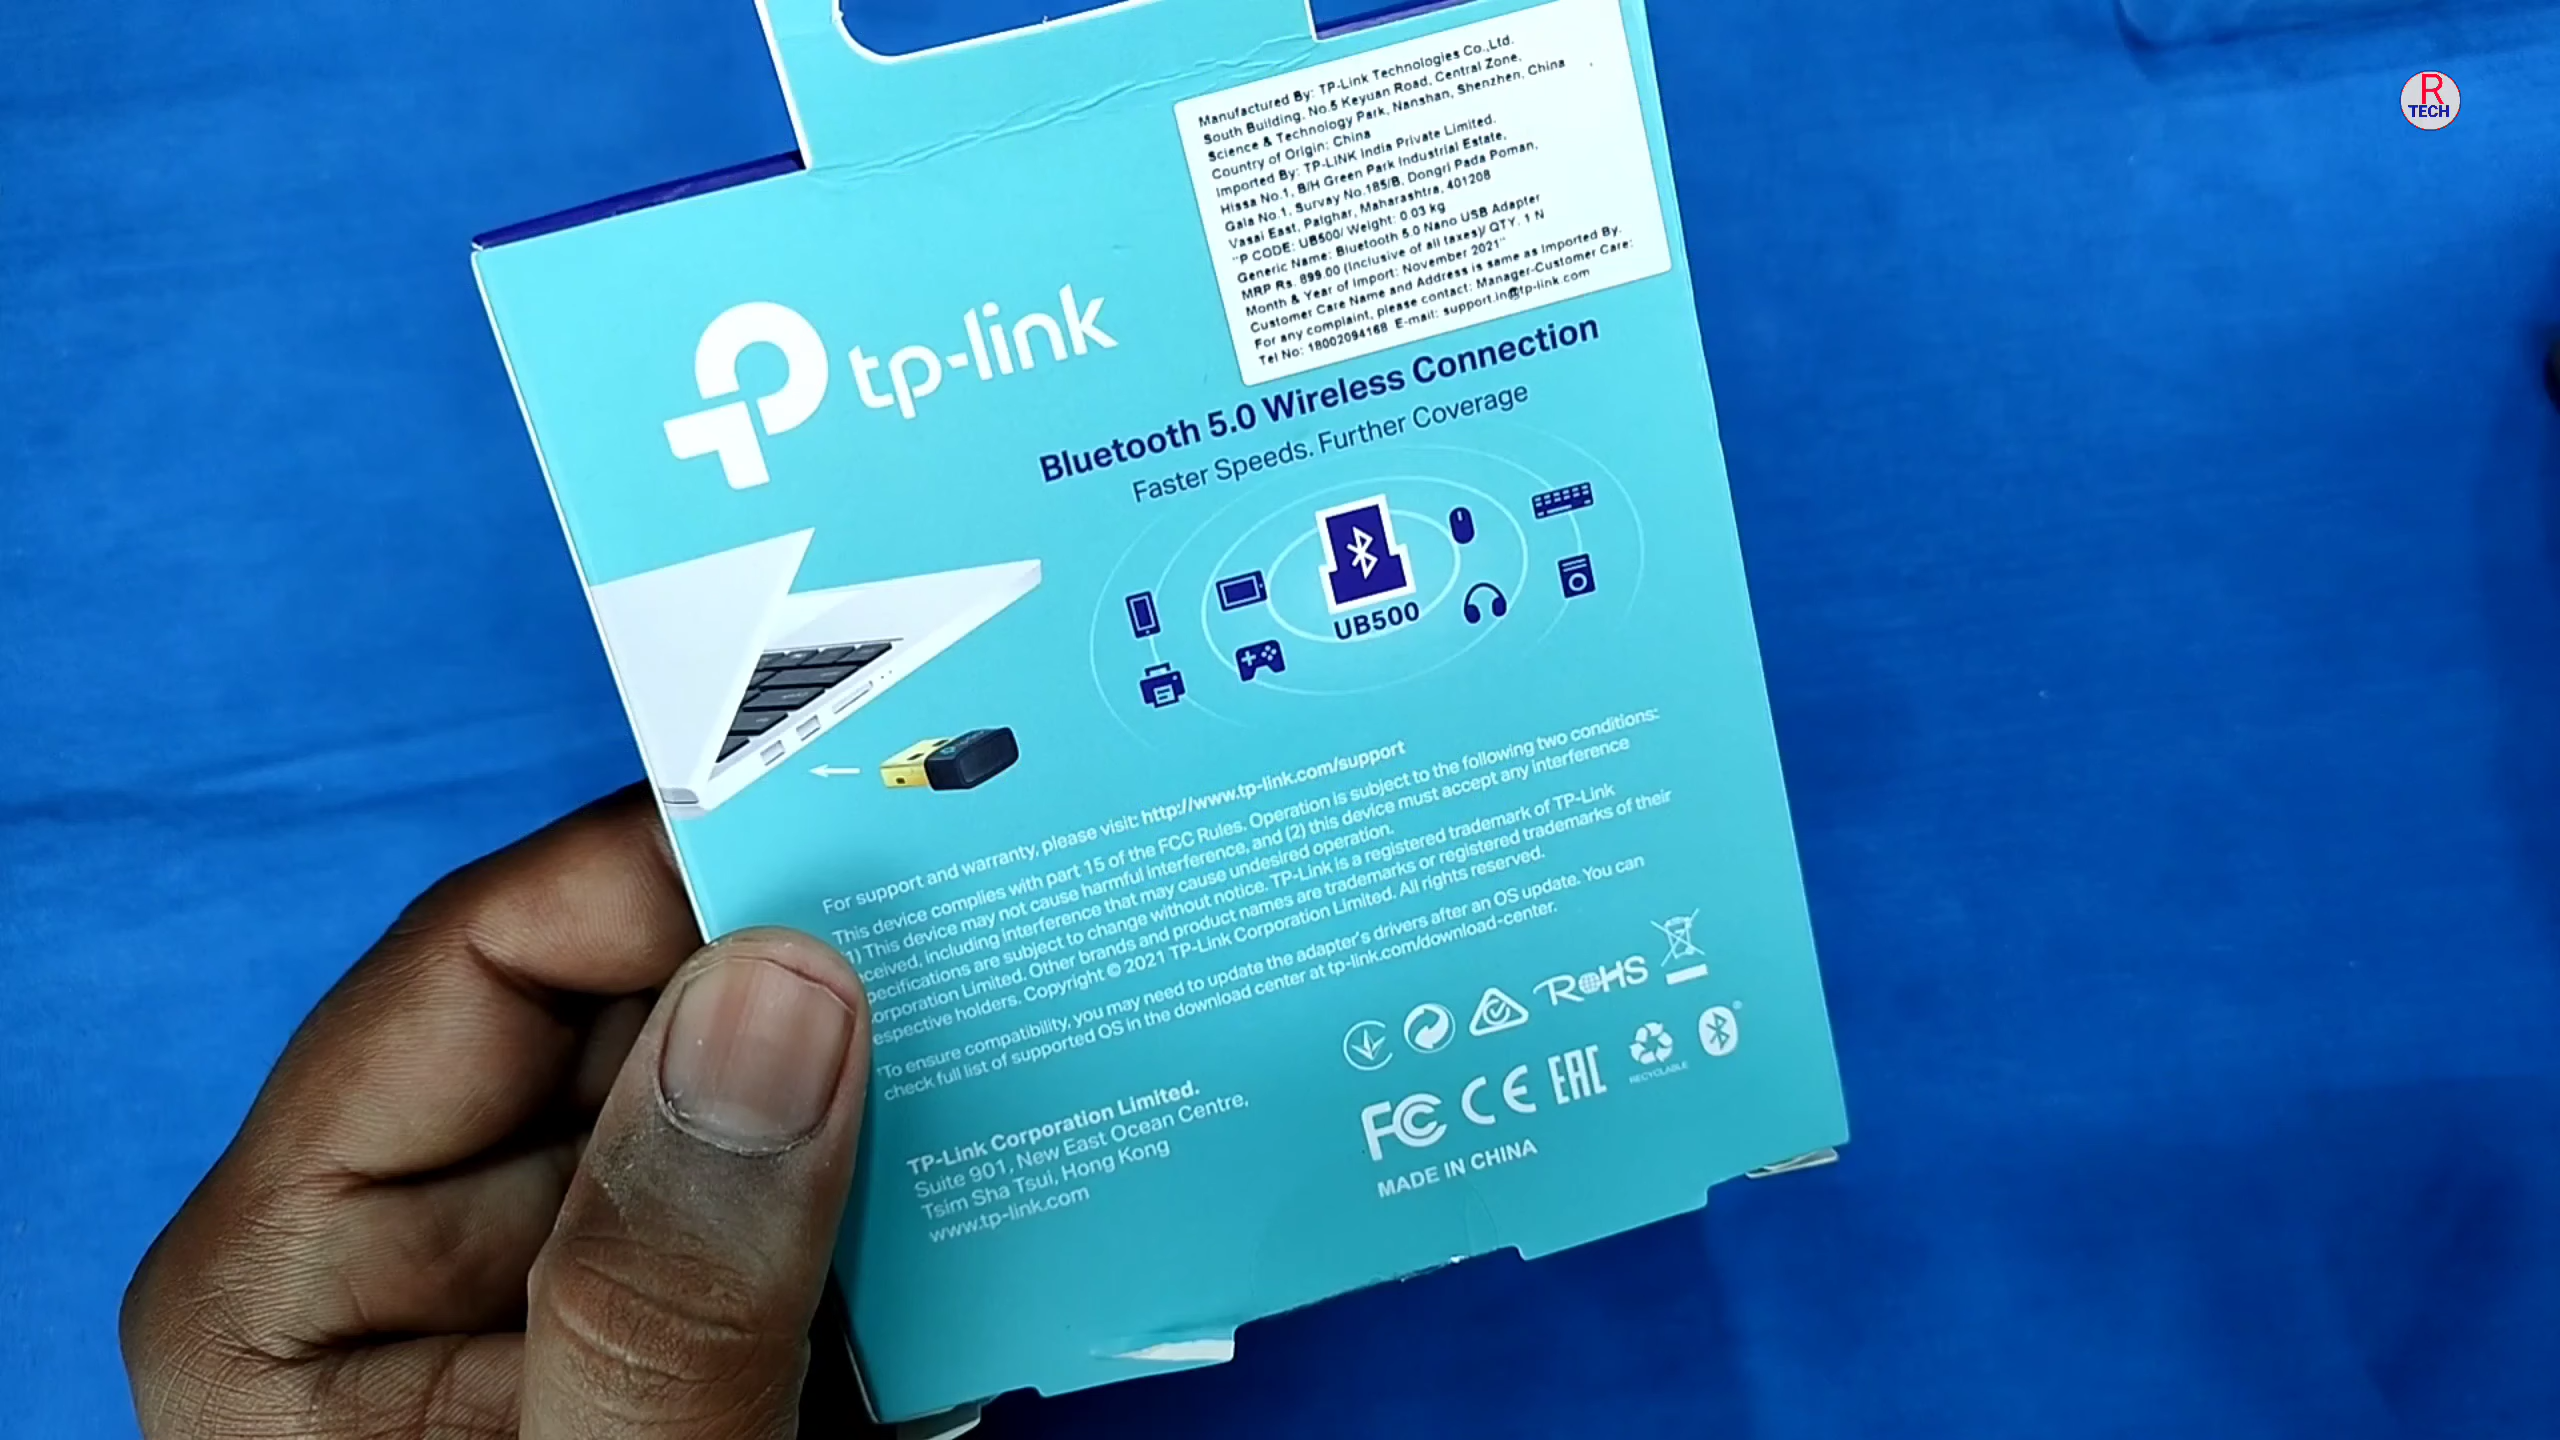 R
TECH
Manufactured By: TP-Link Technologies Co.,Ltd.
South Building, No.5 Keyuan Road, Central Zone,
Science & Technology Park, Nanshan, Shenzhen, China
Country of Origin: China
Imported By: TP-LINK India Private Limited.
Hissa No.1, B/H Green Park Industrial Estate,
Gala No.1, Survay No.185/B, Dongri Pada Poman,
Vasai East, Palghar, Maharashtra, 401208
"P CODE: UB500/ Weight: 0.03 kg
Generic Name: Bluetooth 5.0 Nano USB Adapter
MRP Rs. 899.00 (Inclusive of all taxes)/ QTY. 1 N
Month & Year of Import: November 2021"
Customer Care Name and Address is same as Imported By.
For any complaint, please contact: Manager-Customer Care:
Tel No: 18002094168 E-mail: support.in@tp-link.com
tp-link
Bluetooth 5.0 Wireless Connection
Faster Speeds. Further Coverage
UB500
For support and warranty, please visit: http://www.tp-link.com/support
This device complies with part 15 of the FCC Rules. Operation is subject to the following two conditions:
1) This device may not cause harmful interference, and (2) this device must accept any interference
ceived, including interference that may cause undesired operation.
pecifications are subject to change without notice. TP-Link is a registered trademark of TP-Link
orporation Limited. Other brands and product names are trademarks or registered trademarks of their
espective holders. Copyright © 2021 TP-Link Corporation Limited. All rights reserved.
*To ensure compatibility, you may need to update the adapter's drivers after an OS update. You can
check full list of supported OS in the download center at tp-link.com/download-center.
TP-Link Corporation Limited.
Suite 901, New East Ocean Centre,
Tsim Sha Tsui, Hong Kong
www.tp-link.com
RoHS
FC CE EAC
RECYCLABLE
MADE IN CHINA